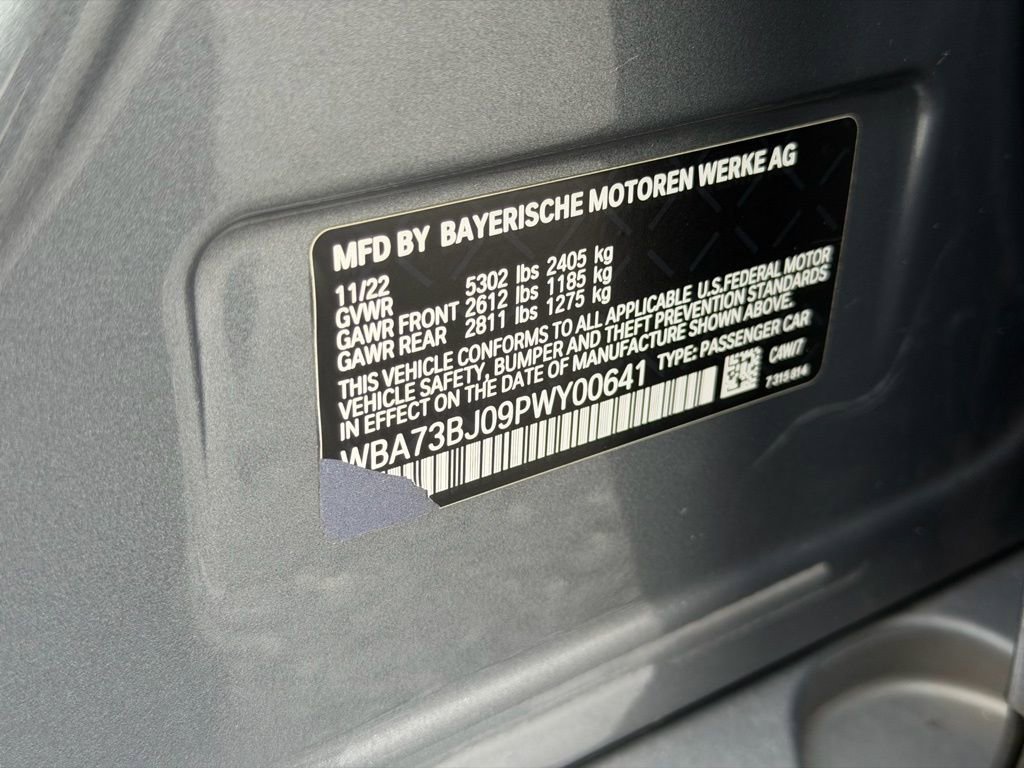 MFD BY BAYERISCHE MOTOREN WERKE AG
11/22
GVWR 5302 lbs 2405 kg
GAWR FRONT 2612 lbs 1185 kg
GAWR REAR 2811 lbs 1275 kg
THIS VEHICLE CONFORMS TO ALL APPLICABLE U.S.FEDERAL MOTOR
VEHICLE SAFETY, BUMPER AND THEFT PREVENTION STANDARDS
IN EFFECT ON THE DATE OF MANUFACTURE SHOWN ABOVE.
WBA73BJ09PWY00641 TYPE: PASSENGER CAR
C4W7